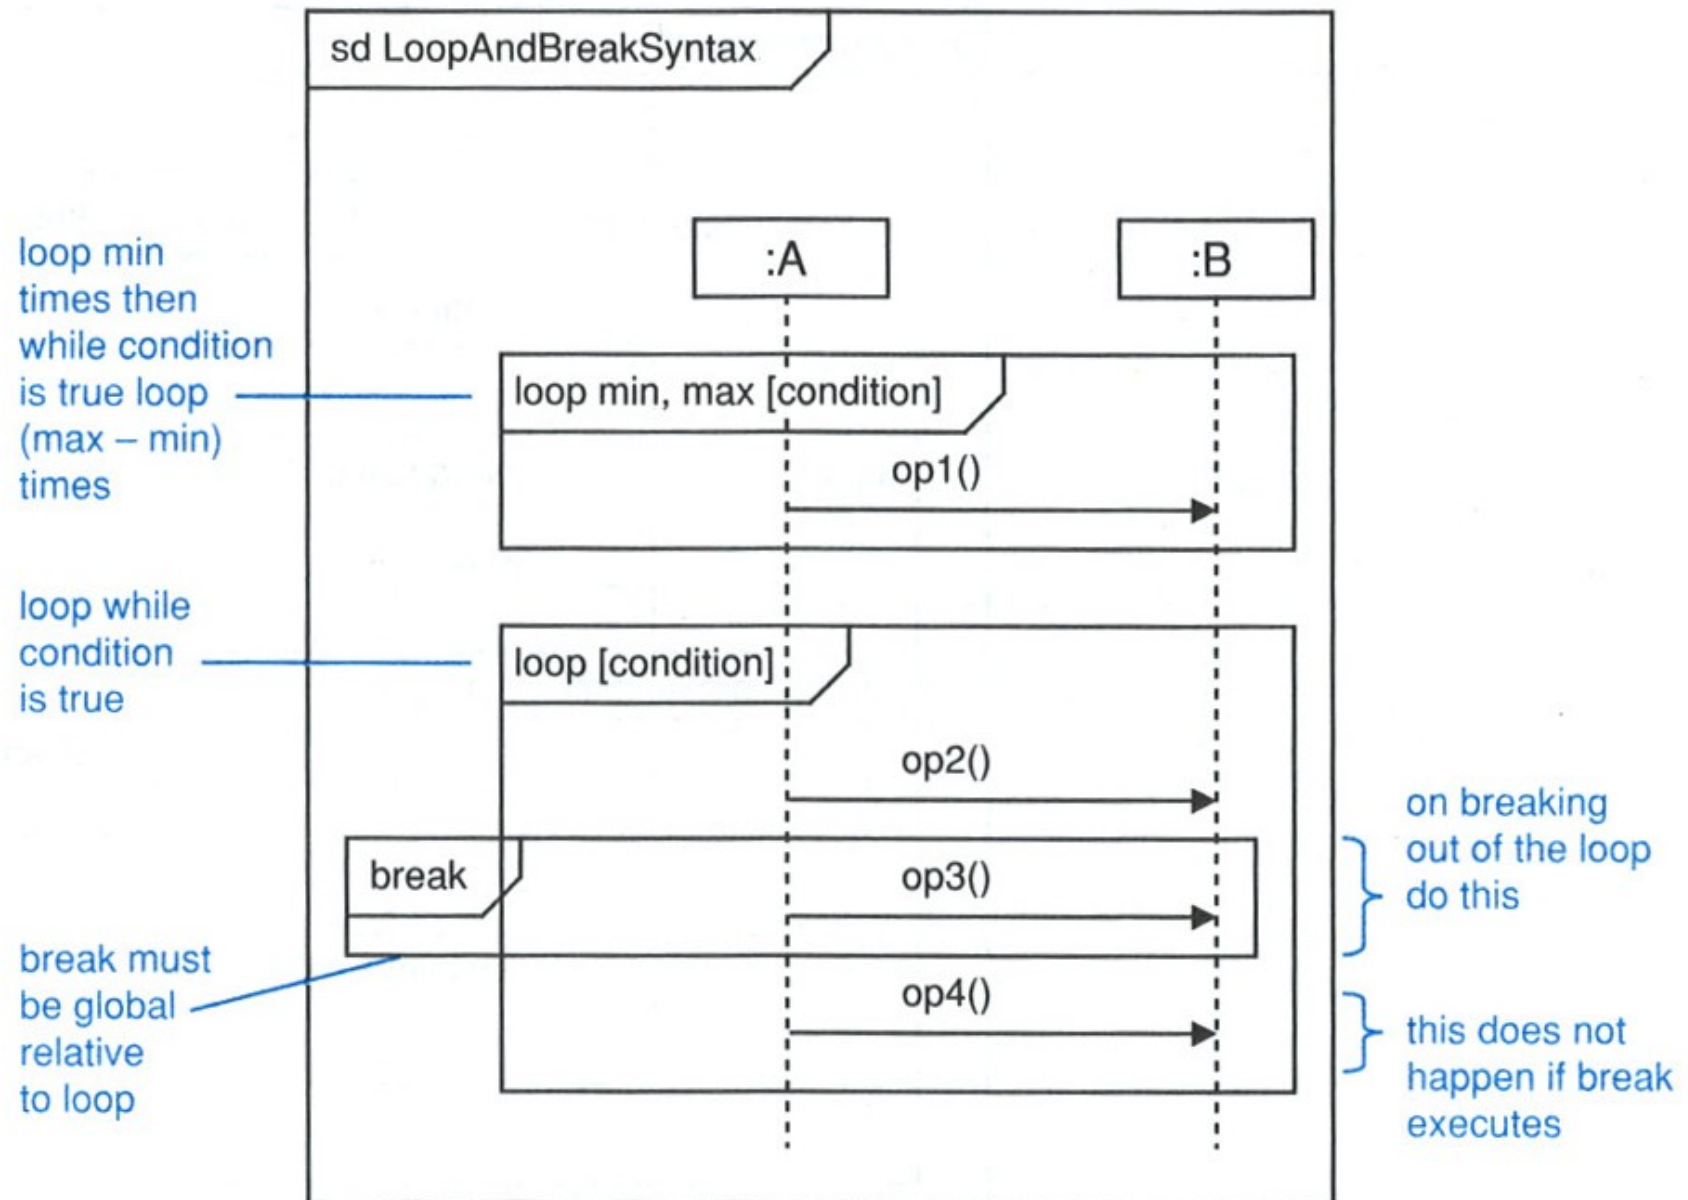 sd LoopAndBreakSyntax
:A
:B
loop min
times then
while condition
is true loop
(max – min)
times
loop min, max [condition]
op1()
loop while
condition
is true
loop [condition]
op2()
break
op3()
on breaking
out of the loop
do this
break must
be global
relative
to loop
op4()
this does not
happen if break
executes